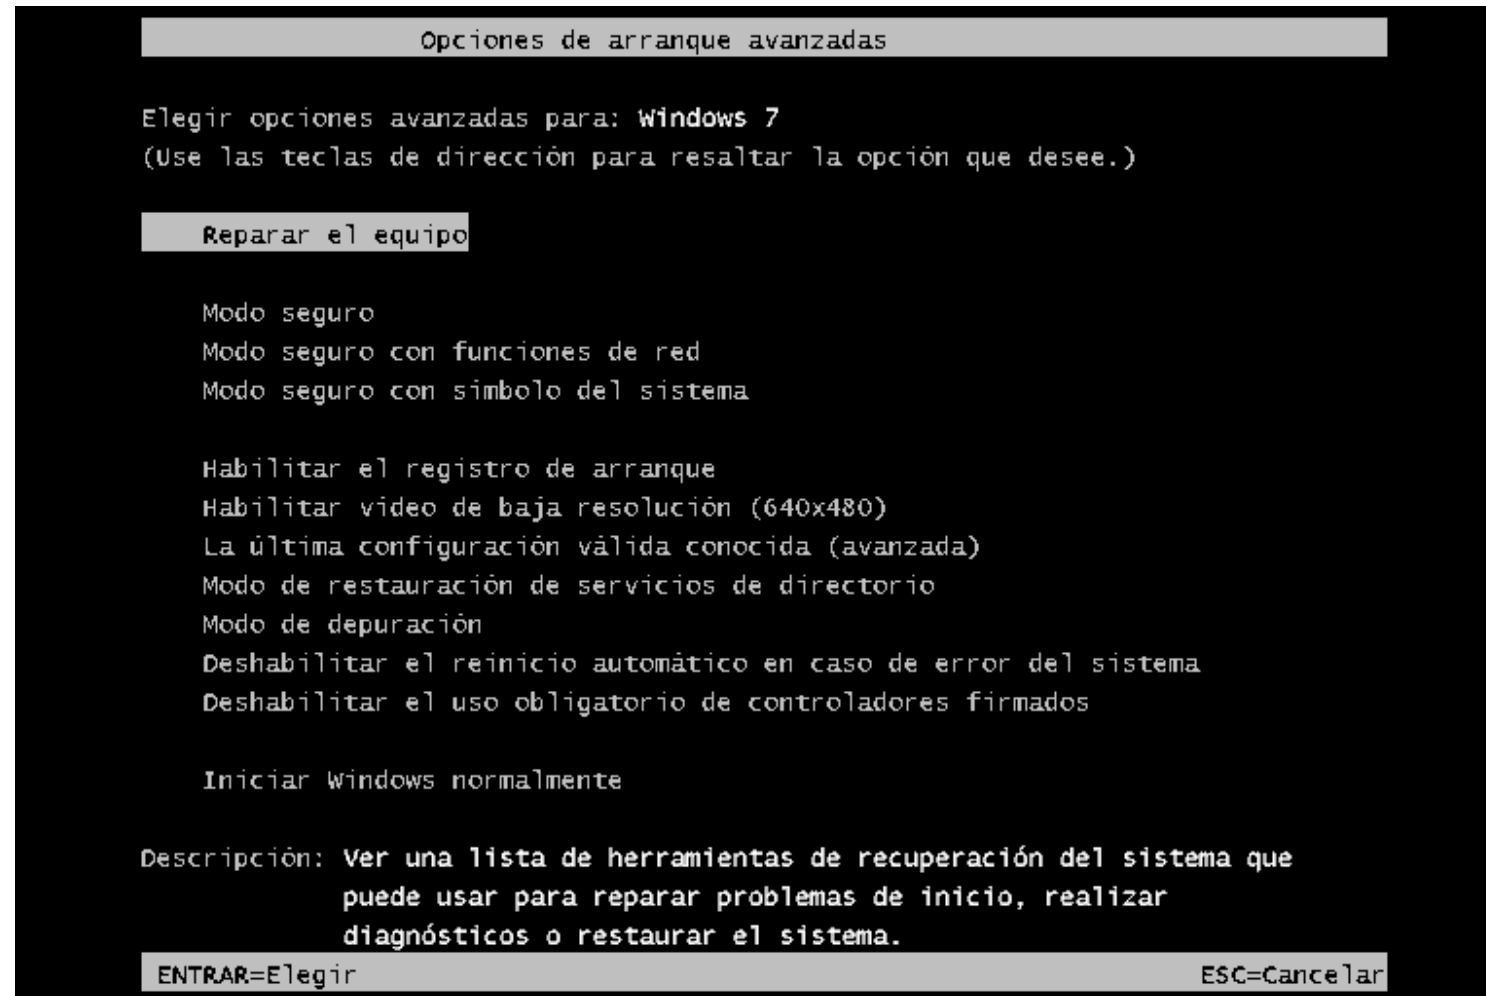 Opciones de arranque avanzadas
Elegir opciones avanzadas para: Windows 7
(Use las teclas de dirección para resaltar la opción que desee.)
Reparar el equipo
Modo seguro
Modo seguro con funciones de red
Modo seguro con símbolo del sistema
Habilitar el registro de arranque
Habilitar vídeo de baja resolución (640x480)
La última configuración válida conocida (avanzada)
Modo de restauración de servicios de directorio
Modo de depuración
Deshabilitar el reinicio automático en caso de error del sistema
Deshabilitar el uso obligatorio de controladores firmados
Iniciar Windows normalmente
Descripción: Ver una lista de herramientas de recuperación del sistema que
puede usar para reparar problemas de inicio, realizar
diagnósticos o restaurar el sistema.
ENTRAR=Elegir ESC=Cancelar